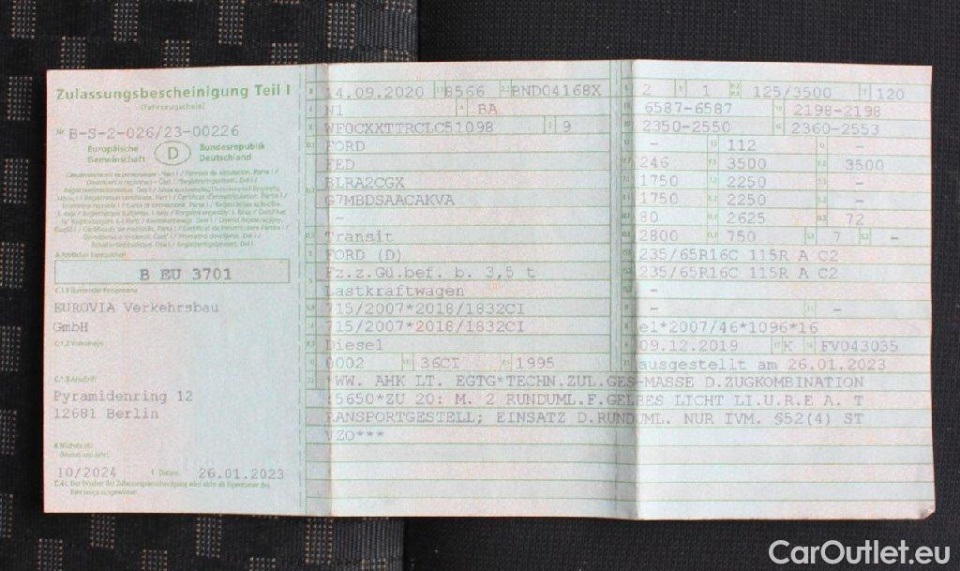 Zulassungsbescheinigung Teil I
(Fahrzeugschein)
Nr. B-S-2-026/23-00226
Europäische Gemeinschaft
D
Bundesrepublik Deutschland
B EU 3701
EUROVIA Verkehrsbau
GmbH
Pyramidenring 12
12681 Berlin
10/2024 26.01.2023
14.09.2020 8566 BND04168X
N1 BA
WF0CXXTTRCLC51098 9
FORD
FED
BLRA2CGX
G7MBDSAACAKVA
-
Transit
FORD (D)
Fz.z.Gü.bef. b. 3,5 t
Lastkraftwagen
715/2007*2018/1832CI
715/2007*2018/1832CI
Diesel
0002 36CI 1995
2 1 125/3500 120
6587-6587 2198-2198
2350-2550 2360-2553
- 112 -
246 3500 3500
1750 2250 -
1750 2250 -
80 2625 72
2800 750 7 -
235/65R16C 115R A C2
235/65R16C 115R A C2
-
- -
e1*2007/46*1096*16
09.12.2019 K FV043035
ausgestellt am 26.01.2023
*WW. AHK LT. EGTG*TECHN.ZUL.GES-MASSE D.ZUGKOMBINATION
:5650*ZU 20: M. 2 RUNDUML.F.GELBES LICHT LI.U.RE A. T
RANSPORTGESTELL; EINSATZ D.RUNDUML. NUR IVM. §52(4) ST
VZO***
CarOutlet.eu